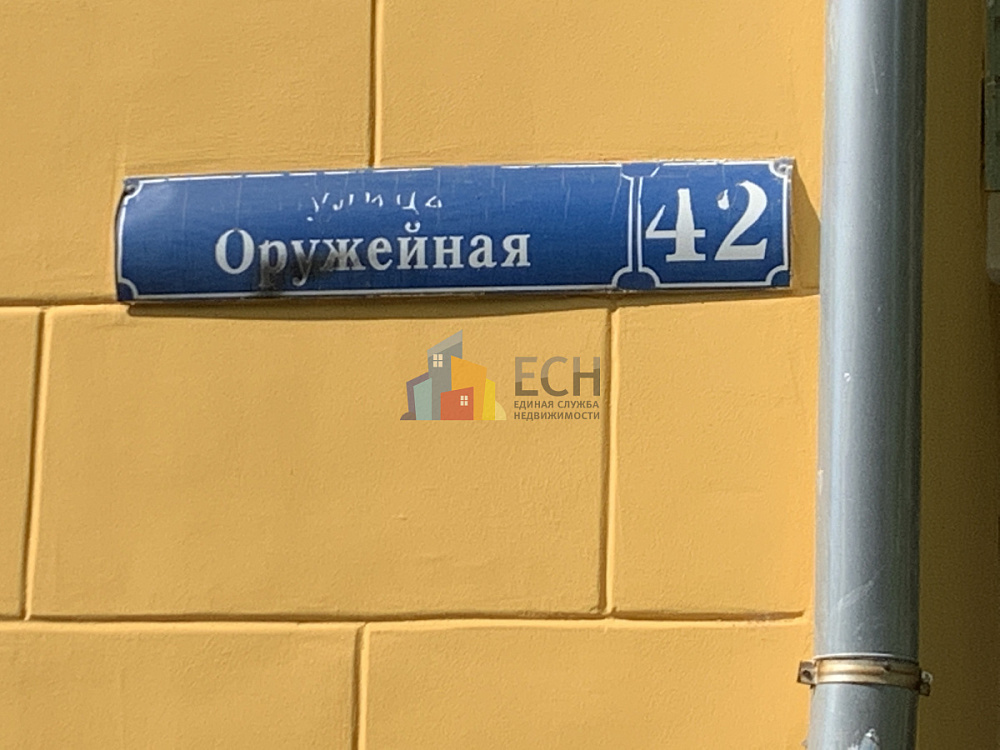 улица
Оружейная
42
ЕСН
ЕДИНАЯ СЛУЖБА
НЕДВИЖИМОСТИ